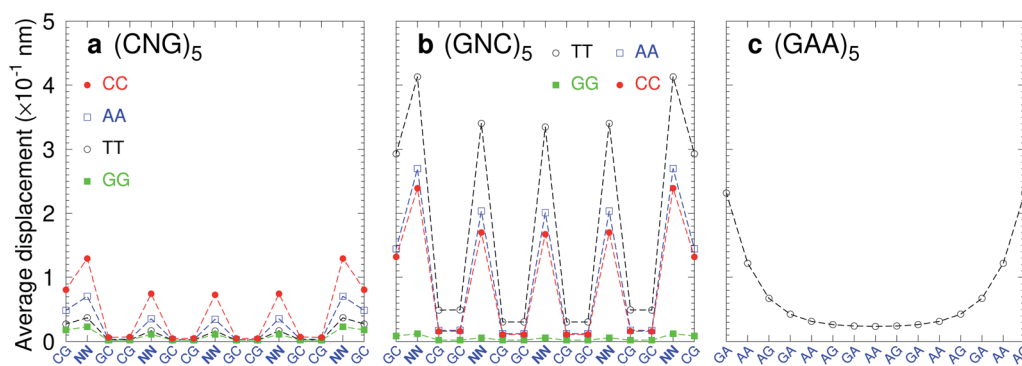 Average displacement (×10⁻¹ nm)
5
4
3
2
1
0
a (CNG)₅
CC
AA
TT
GG
CG NN GC CG NN GC CG NN GC CG NN GC CG NN GC
b (GNC)₅
TT AA
GG CC
GC NN CG GC NN CG GC NN CG GC NN CG GC NN CG
c (GAA)₅
GA AA AG GA AA AG GA AA AG GA AA AG GA AA AG